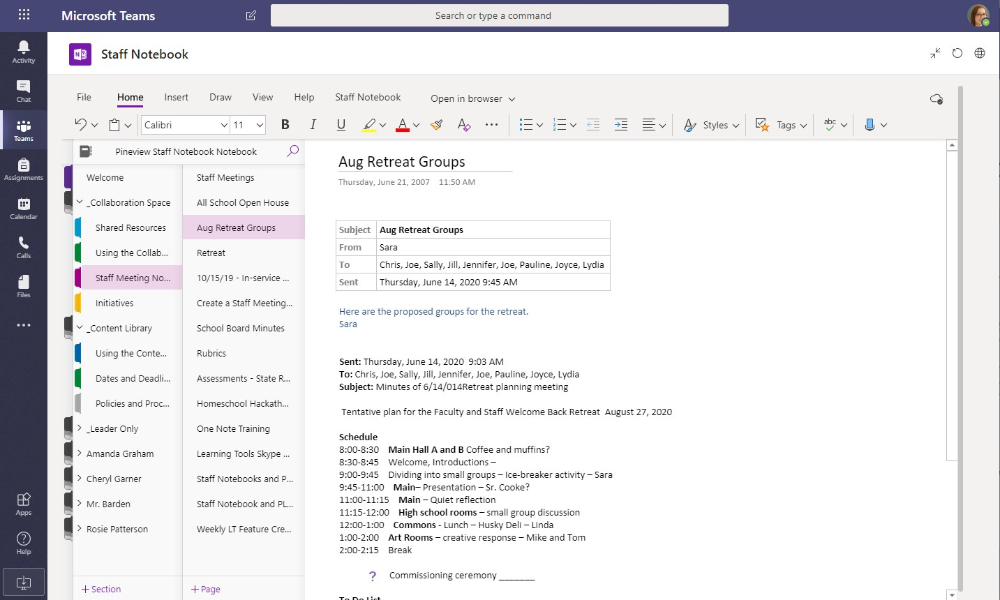 Microsoft Teams
Search or type a command
Activity
Chat
Teams
Assignments
Calendar
Calls
Files
Apps
Help
Staff Notebook
File Home Insert Draw View Help Staff Notebook Open in browser
Calibri 11 B I U A A Styles Tags abc
Pineview Staff Notebook Notebook
Welcome
_Collaboration Space
Shared Resources
Using the Collab...
Staff Meeting No...
Initiatives
_Content Library
Using the Conte...
Dates and Deadli...
Policies and Proc...
_Leader Only
Amanda Graham
Cheryl Garner
Mr. Barden
Rosie Patterson
+ Section
Staff Meetings
All School Open House
Aug Retreat Groups
Retreat
10/15/19 - In-service ...
Create a Staff Meeting...
School Board Minutes
Rubrics
Assessments - State R...
Homeschool Hackath...
One Note Training
Learning Tools Skype ...
Staff Notebooks and P...
Staff Notebook and PL...
Weekly LT Feature Cre...
+ Page
Aug Retreat Groups
Thursday, June 21, 2007 11:50 AM
Subject Aug Retreat Groups
From Sara
To Chris, Joe, Sally, Jill, Jennifer, Joe, Pauline, Joyce, Lydia
Sent Thursday, June 14, 2020 9:45 AM
Here are the proposed groups for the retreat.
Sara
Sent: Thursday, June 14, 2020 9:03 AM
To: Chris, Joe, Sally, Jill, Jennifer, Joe, Pauline, Joyce, Lydia
Subject: Minutes of 6/14/014Retreat planning meeting
Tentative plan for the Faculty and Staff Welcome Back Retreat August 27, 2020
Schedule
8:00-8:30 Main Hall A and B Coffee and muffins?
8:30-8:45 Welcome, Introductions –
9:00-9:45 Dividing into small groups – Ice-breaker activity – Sara
9:45-11:00 Main– Presentation – Sr. Cooke?
11:00-11:15 Main – Quiet reflection
11:15-12:00 High school rooms – small group discussion
12:00-1:00 Commons - Lunch – Husky Deli – Linda
1:00-2:00 Art Rooms – creative response – Mike and Tom
2:00-2:15 Break
? Commissioning ceremony _______
To Do List